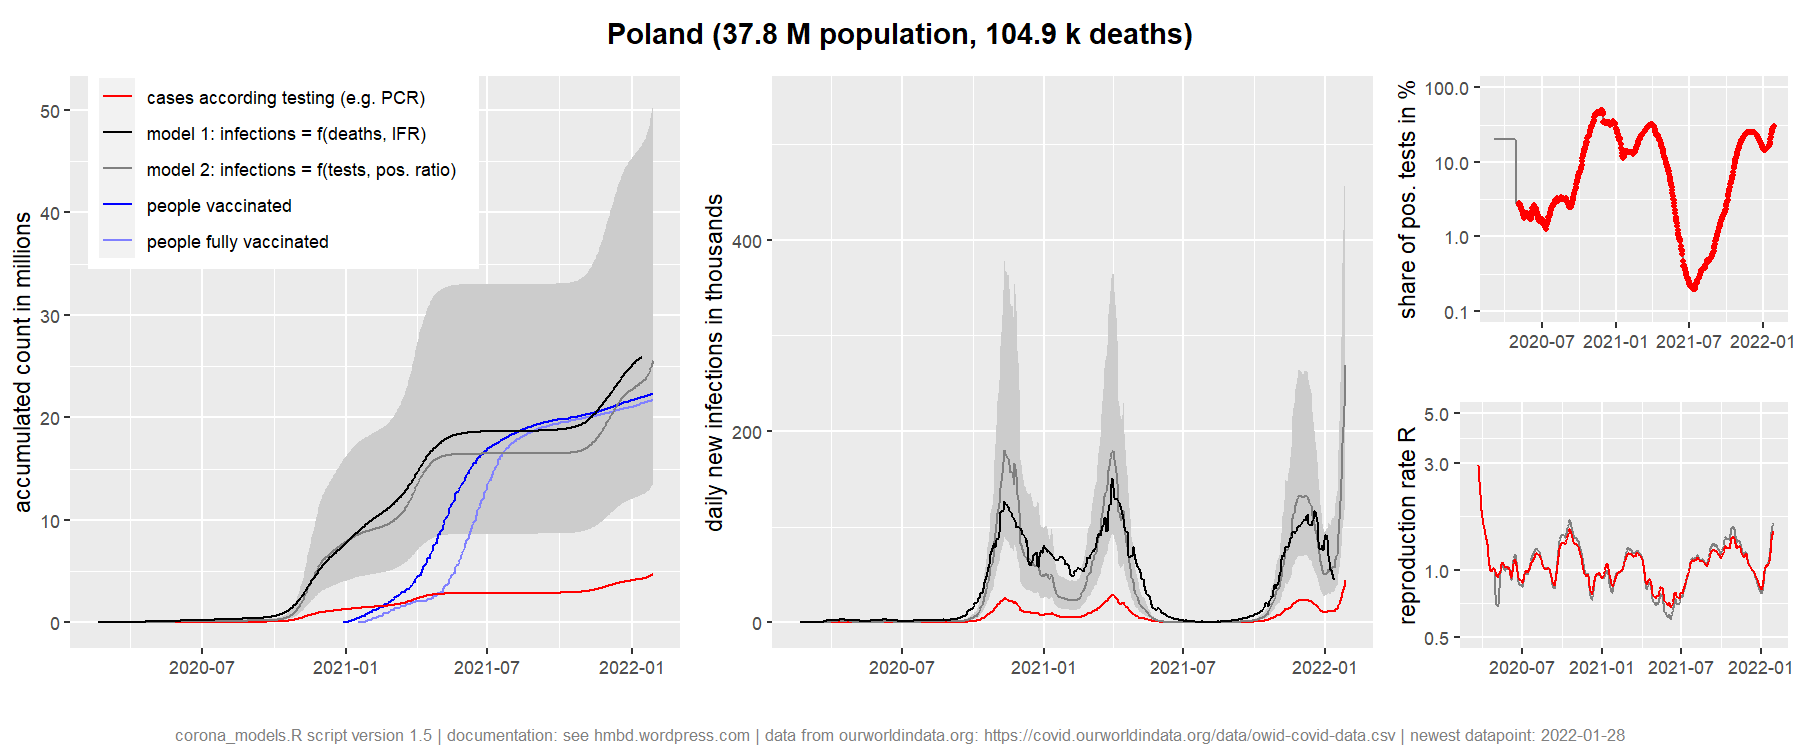 Poland (37.8 M population, 104.9 k deaths)
accumulated count in millions
50
40
30
20
10
0
cases according testing (e.g. PCR)
model 1: infections = f(deaths, IFR)
model 2: infections = f(tests, pos. ratio)
people vaccinated
people fully vaccinated
2020-07 2021-01 2021-07 2022-01
daily new infections in thousands
400
200
0
2020-07 2021-01 2021-07 2022-01
share of pos. tests in %
100.0
10.0
1.0
0.1
2020-07 2021-01 2021-07 2022-01
reproduction rate R
5.0
3.0
1.0
0.5
2020-07 2021-01 2021-07 2022-01
corona_models.R script version 1.5 | documentation: see hmbd.wordpress.com | data from ourworldindata.org: https://covid.ourworldindata.org/data/owid-covid-data.csv | newest datapoint: 2022-01-28